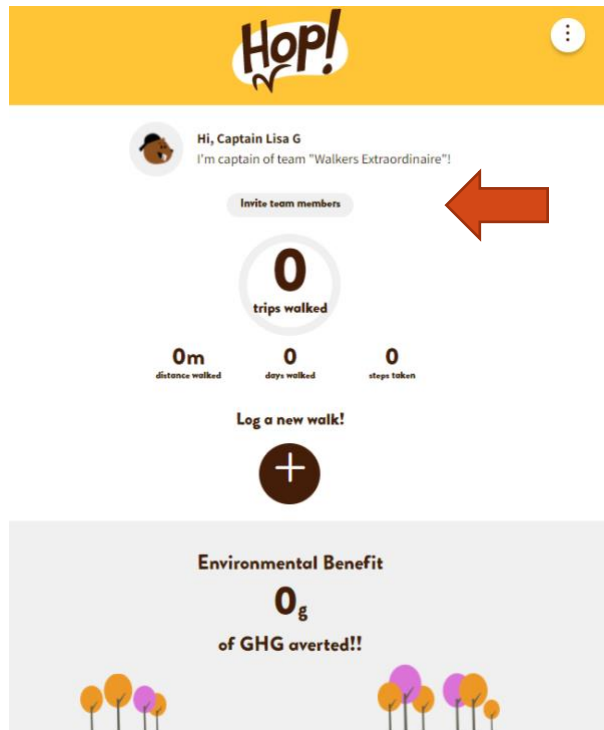 Hop!
Hi, Captain Lisa G
I'm captain of team "Walkers Extraordinaire"!
Invite team members
0
trips walked
0m 0 0
distance walked days walked steps taken
Log a new walk!
Environmental Benefit
0g
of GHG averted!!